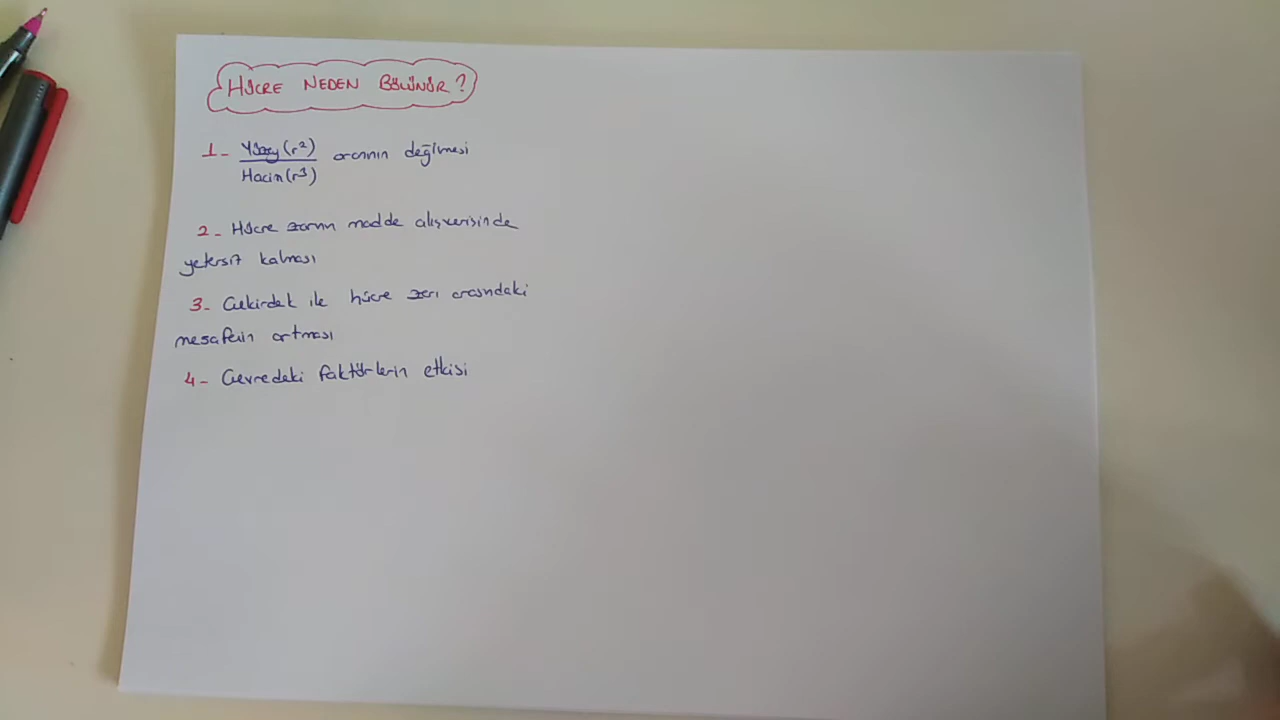 HÜCRE NEDEN BÖLÜNÜR?
1- Yüzey (r²)
Hacim (r³) oranının değişmesi
2- Hücre zarının madde alışverişinde
yetersiz kalması
3- Çekirdek ile hücre zarı arasındaki
mesafenin artması
4- Çevredeki faktörlerin etkisi